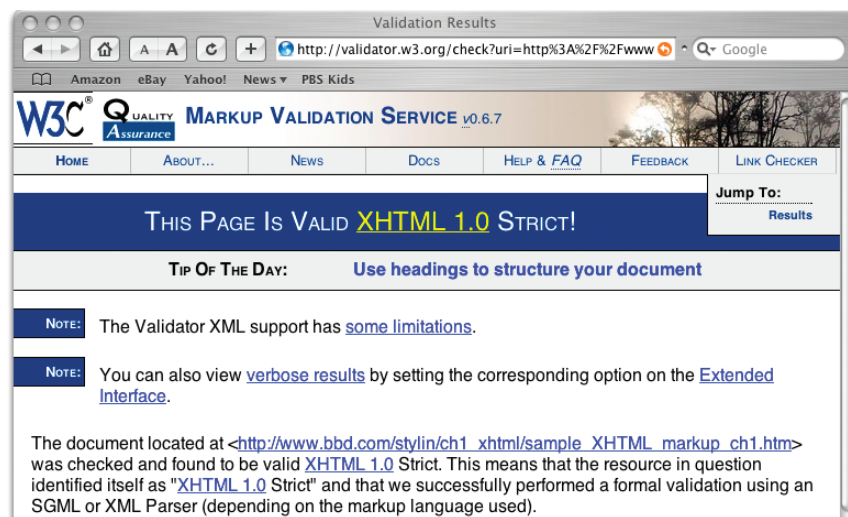 Validation Results
A A + http://validator.w3.org/check?uri=http%3A%2F%2Fwww Q Google
Amazon eBay Yahoo! News PBS Kids
W3C® QUALITY Assurance MARKUP VALIDATION SERVICE v0.6.7
HOME ABOUT... NEWS DOCS HELP & FAQ FEEDBACK LINK CHECKER
Jump To:
Results
THIS PAGE IS VALID XHTML 1.0 STRICT!
TIP OF THE DAY: Use headings to structure your document
NOTE: The Validator XML support has some limitations.
NOTE: You can also view verbose results by setting the corresponding option on the Extended
Interface.
The document located at <http://www.bbd.com/stylin/ch1_xhtml/sample_XHTML_markup_ch1.htm>
was checked and found to be valid XHTML 1.0 Strict. This means that the resource in question
identified itself as "XHTML 1.0 Strict" and that we successfully performed a formal validation using an
SGML or XML Parser (depending on the markup language used).